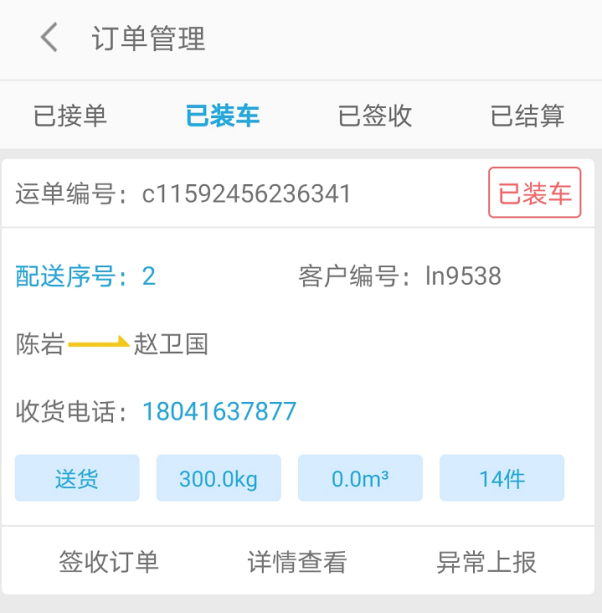 订单管理
已接单 已装车 已签收 已结算
运单编号：c11592456236341 已装车
配送序号：2 客户编号：ln9538
陈岩 赵卫国
收货电话：18041637877
送货 300.0kg 0.0m³ 14件
签收订单 详情查看 异常上报